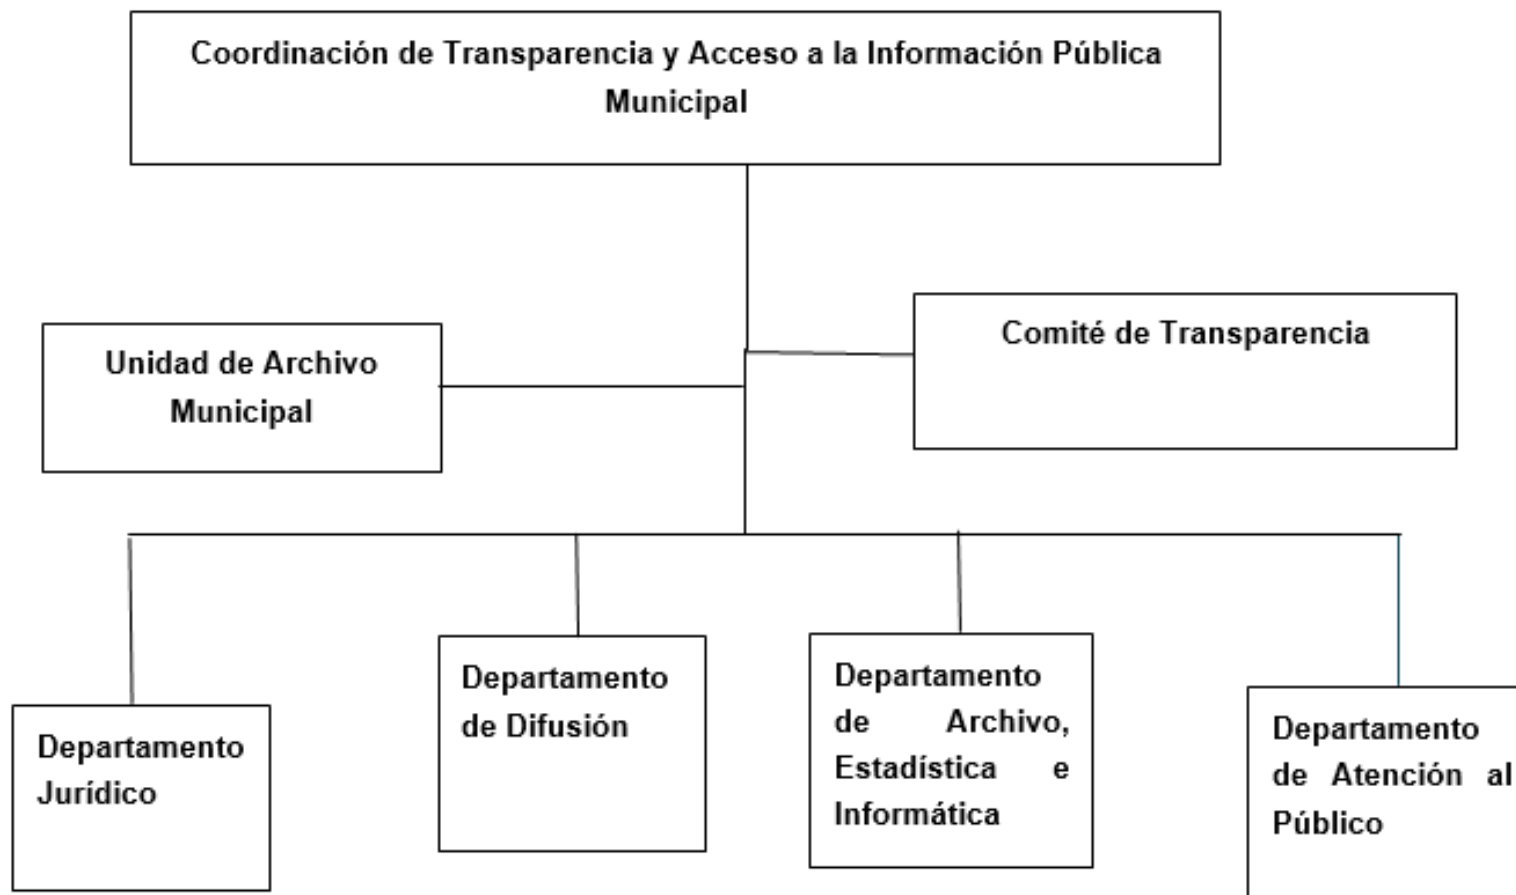 Coordinación de Transparencia y Acceso a la Información Pública
Municipal
Comité de Transparencia
Unidad de Archivo
Municipal
Departamento
Jurídico
Departamento
de Difusión
Departamento
de Archivo,
Estadística e
Informática
Departamento
de Atención al
Público